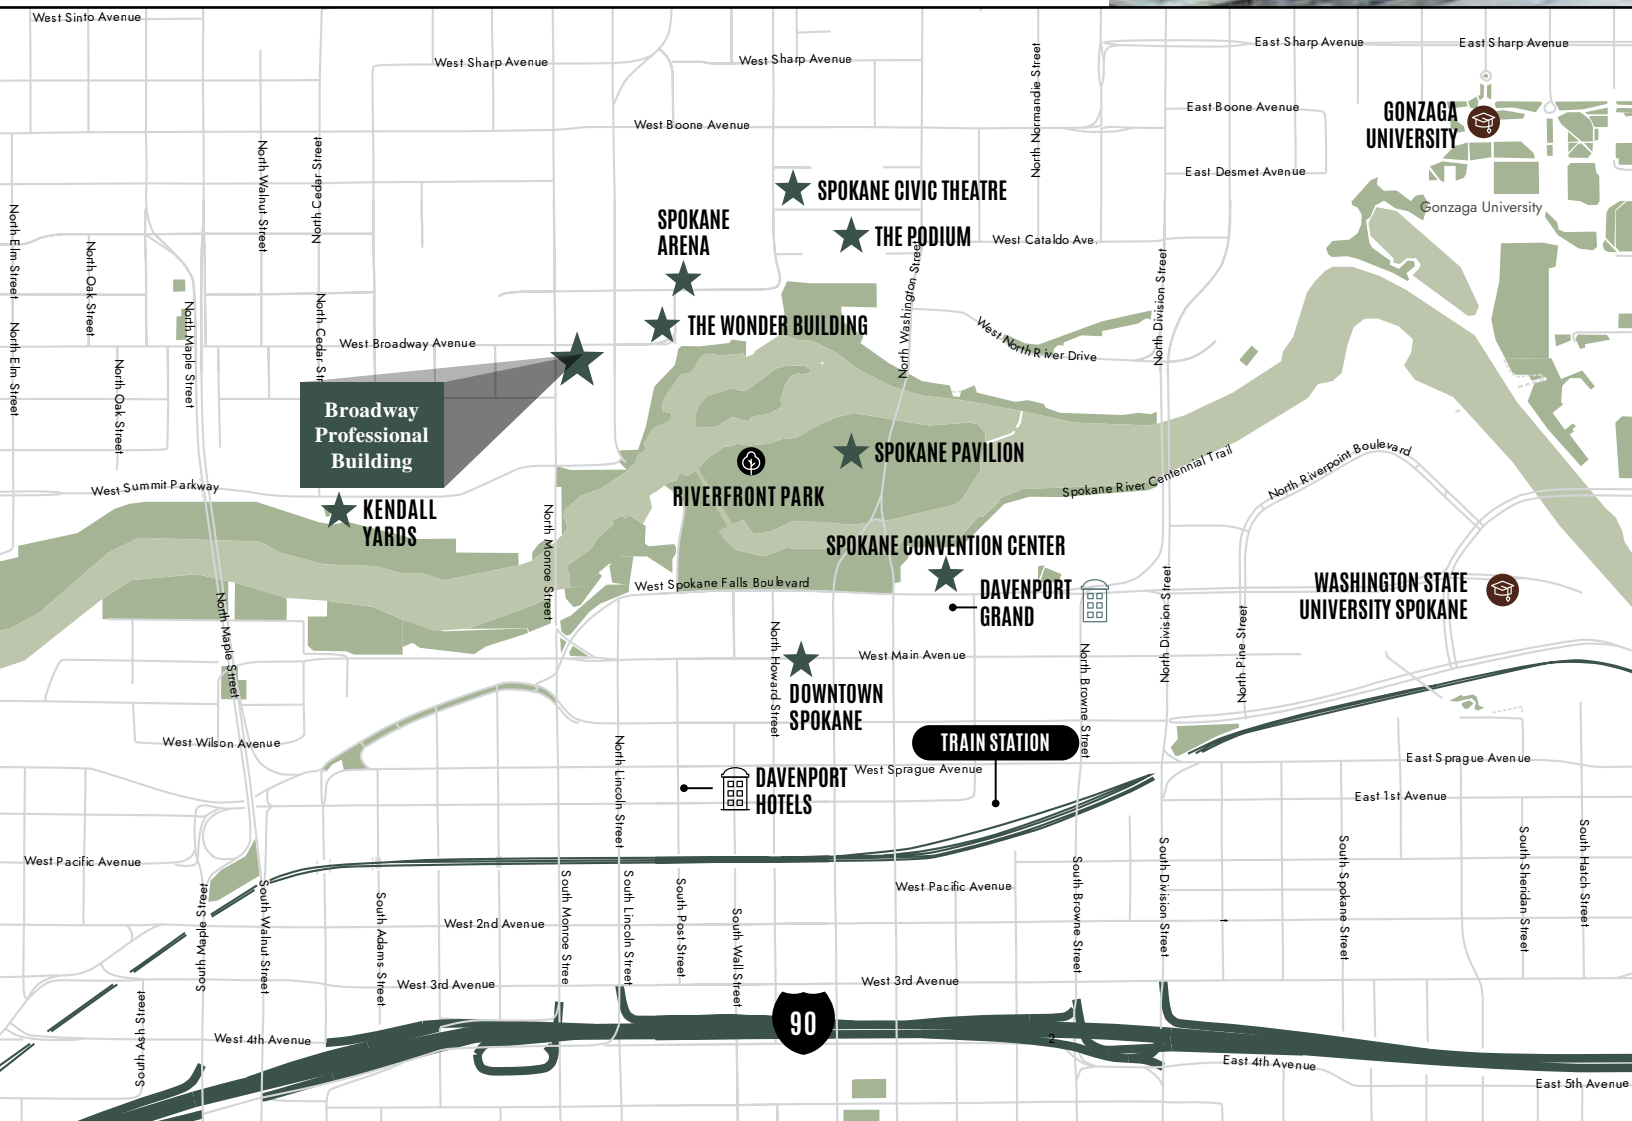 West Sinto Avenue
West Sharp Avenue
West Sharp Avenue
East Sharp Avenue
East Sharp Avenue
North Normandie Street
East Boone Avenue
West Boone Avenue
GONZAGA
UNIVERSITY
North Walnut Street
North Cedar Street
East Desmet Avenue
SPOKANE CIVIC THEATRE
Gonzaga University
North Elm Street
SPOKANE
ARENA
THE PODIUM
West Cataldo Ave.
North Oak Street
North Washington Street
North Division Street
North Maple Street
North Cedar Str
THE WONDER BUILDING
West North River Drive
North Elm Street
West Broadway Avenue
North Oak Street
Broadway
Professional
Building
SPOKANE PAVILION
North Riverpoint Boulevard
Spokane River Centennial Trail
West Summit Parkway
RIVERFRONT PARK
KENDALL
YARDS
North Monroe Street
SPOKANE CONVENTION CENTER
West Spokane Falls Boulevard
DAVENPORT
GRAND
WASHINGTON STATE
UNIVERSITY SPOKANE
North Maple Street
North Division Street
North Pine Street
North Howard Street
West Main Avenue
North Browne Street
DOWNTOWN
SPOKANE
West Wilson Avenue
TRAIN STATION
North Lincoln Street
East Sprague Avenue
West Sprague Avenue
DAVENPORT
HOTELS
East 1st Avenue
West Pacific Avenue
West Pacific Avenue
South Maple Street
South Walnut Street
South Adams Street
West 2nd Avenue
South Monroe Stree
South Lincoln Street
South Post Street
South Wall Street
South Browne Street
South Division Street
t
South Spokane Street
South Sheridan Street
South Hatch Street
West 3rd Avenue
West 3rd Avenue
South Ash Street
West 4th Avenue
90
2
East 4th Avenue
East 5th Avenue